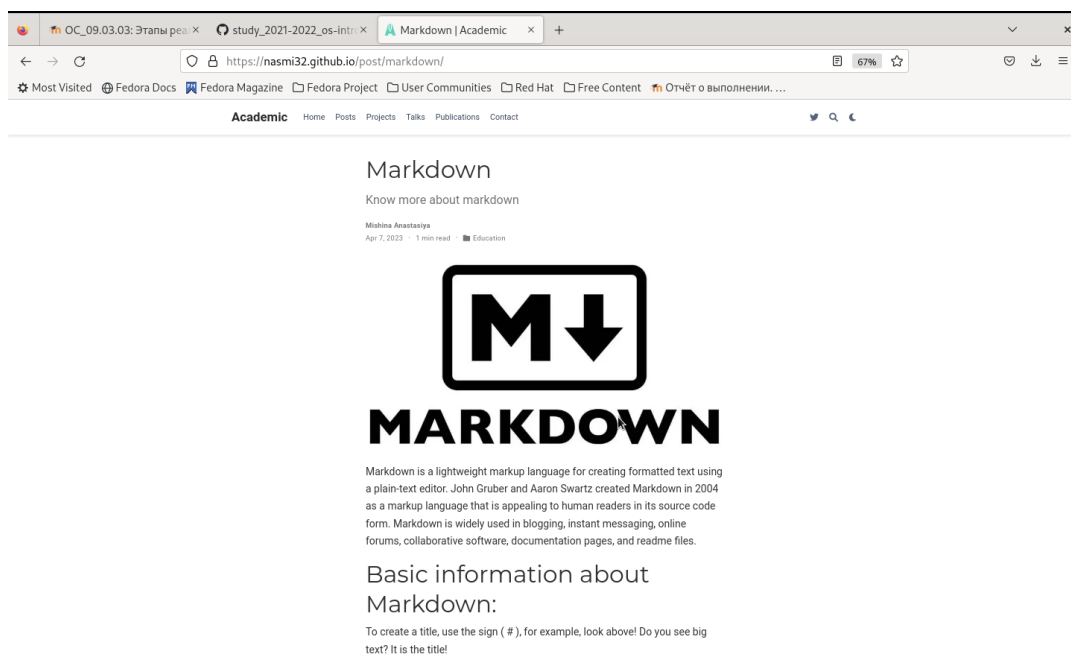 ОС_09.03.03: Этапы реа
study_2021-2022_os-intr
Markdown | Academic
https://nasmi32.github.io/post/markdown/
67%
Most Visited Fedora Docs Fedora Magazine Fedora Project User Communities Red Hat Free Content Отчёт о выполнении. ...
Academic Home Posts Projects Talks Publications Contact
Markdown
Know more about markdown
Mishina Anastasiya
Apr 7, 2023 · 1 min read · Education
M
MARKDOWN
Markdown is a lightweight markup language for creating formatted text using
a plain-text editor. John Gruber and Aaron Swartz created Markdown in 2004
as a markup language that is appealing to human readers in its source code
form. Markdown is widely used in blogging, instant messaging, online
forums, collaborative software, documentation pages, and readme files.
Basic information about
Markdown:
To create a title, use the sign ( # ), for example, look above! Do you see big
text? It is the title!